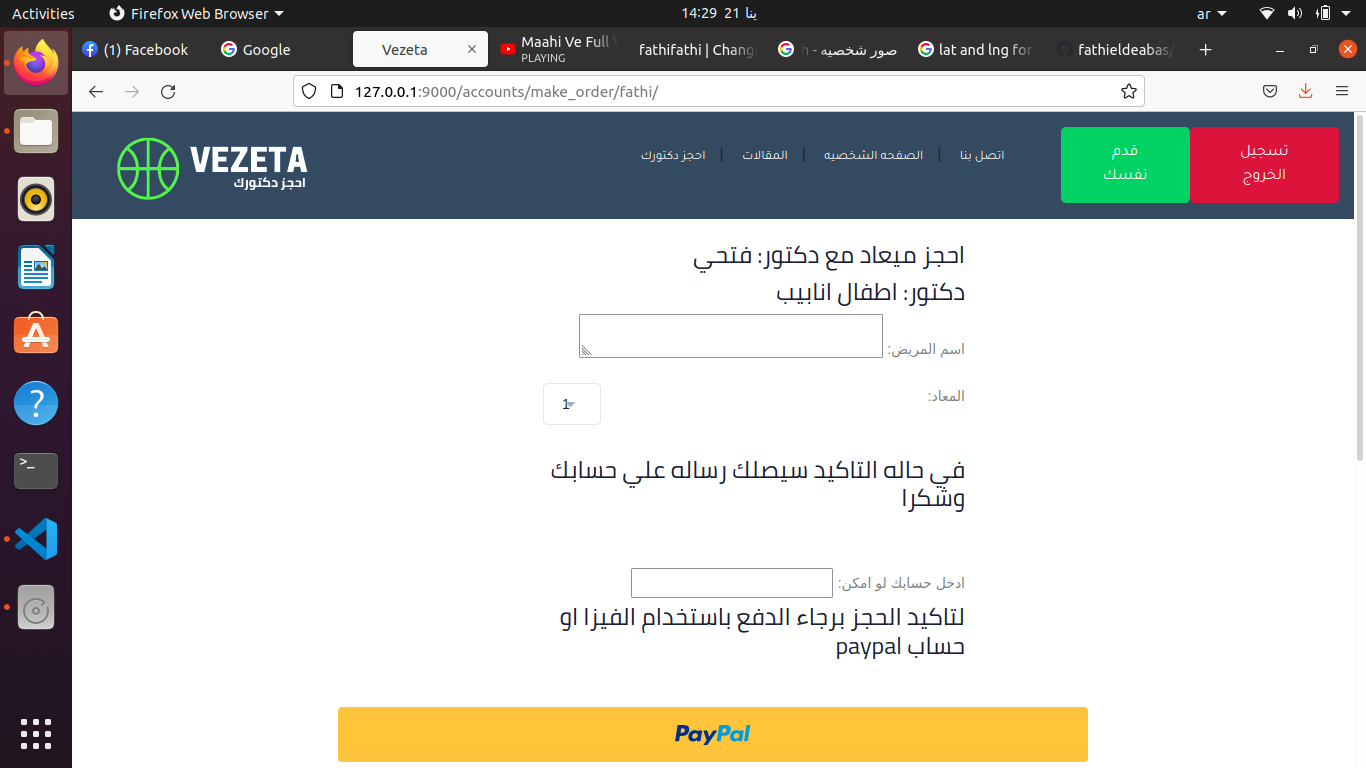 Activities
Firefox Web Browser
14:29 21 ينا
ar
(1) Facebook
Google
Vezeta
Maahi Ve Full V
PLAYING
fathifathi | Change
صور شخصيه - h
lat and lng for
fathieldeabas/
127.0.0.1:9000/accounts/make_order/fathi/
VEZETA
احجز دكتورك
احجز دكتورك
المقالات
الصفحه الشخصيه
اتصل بنا
قدم
نفسك
تسجيل
الخروج
احجز ميعاد مع دكتور: فتحي
دكتور: اطفال انابيب
اسم المريض:
المعاد:
1
في حاله التاكيد سيصلك رساله علي حسابك
وشكرا
ادخل حسابك لو امكن:
لتاكيد الحجز برجاء الدفع باستخدام الفيزا او
حساب paypal
PayPal